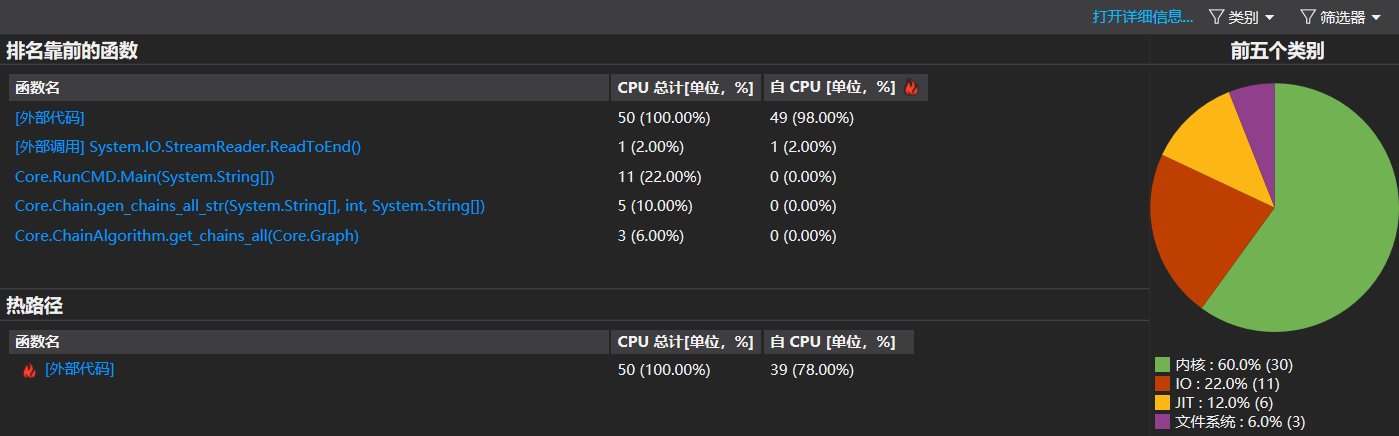 打开详细信息... 类别 筛选器
排名靠前的函数
函数名 CPU 总计[单位，%] 自 CPU [单位，%]
[外部代码] 50 (100.00%) 49 (98.00%)
[外部调用] System.IO.StreamReader.ReadToEnd() 1 (2.00%) 1 (2.00%)
Core.RunCMD.Main(System.String[]) 11 (22.00%) 0 (0.00%)
Core.Chain.gen_chains_all_str(System.String[], int, System.String[]) 5 (10.00%) 0 (0.00%)
Core.ChainAlgorithm.get_chains_all(Core.Graph) 3 (6.00%) 0 (0.00%)
热路径
函数名 CPU 总计[单位，%] 自 CPU [单位，%]
[外部代码] 50 (100.00%) 39 (78.00%)
前五个类别
内核 : 60.0% (30)
IO : 22.0% (11)
JIT : 12.0% (6)
文件系统 : 6.0% (3)